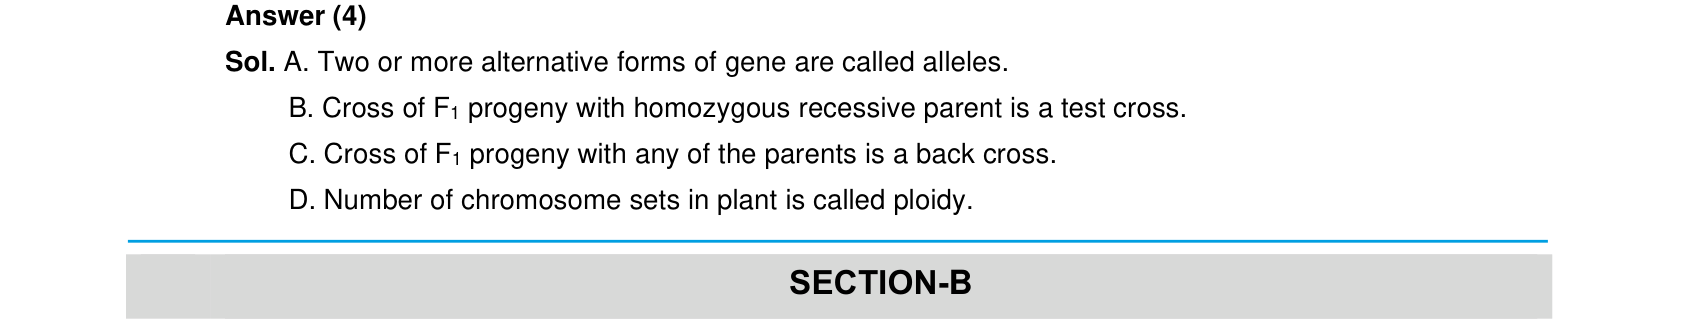 Answer (4)
Sol. A. Two or more alternative forms of gene are called alleles.
B. Cross of F₁ progeny with homozygous recessive parent is a test cross.
C. Cross of F₁ progeny with any of the parents is a back cross.
D. Number of chromosome sets in plant is called ploidy.
SECTION-B